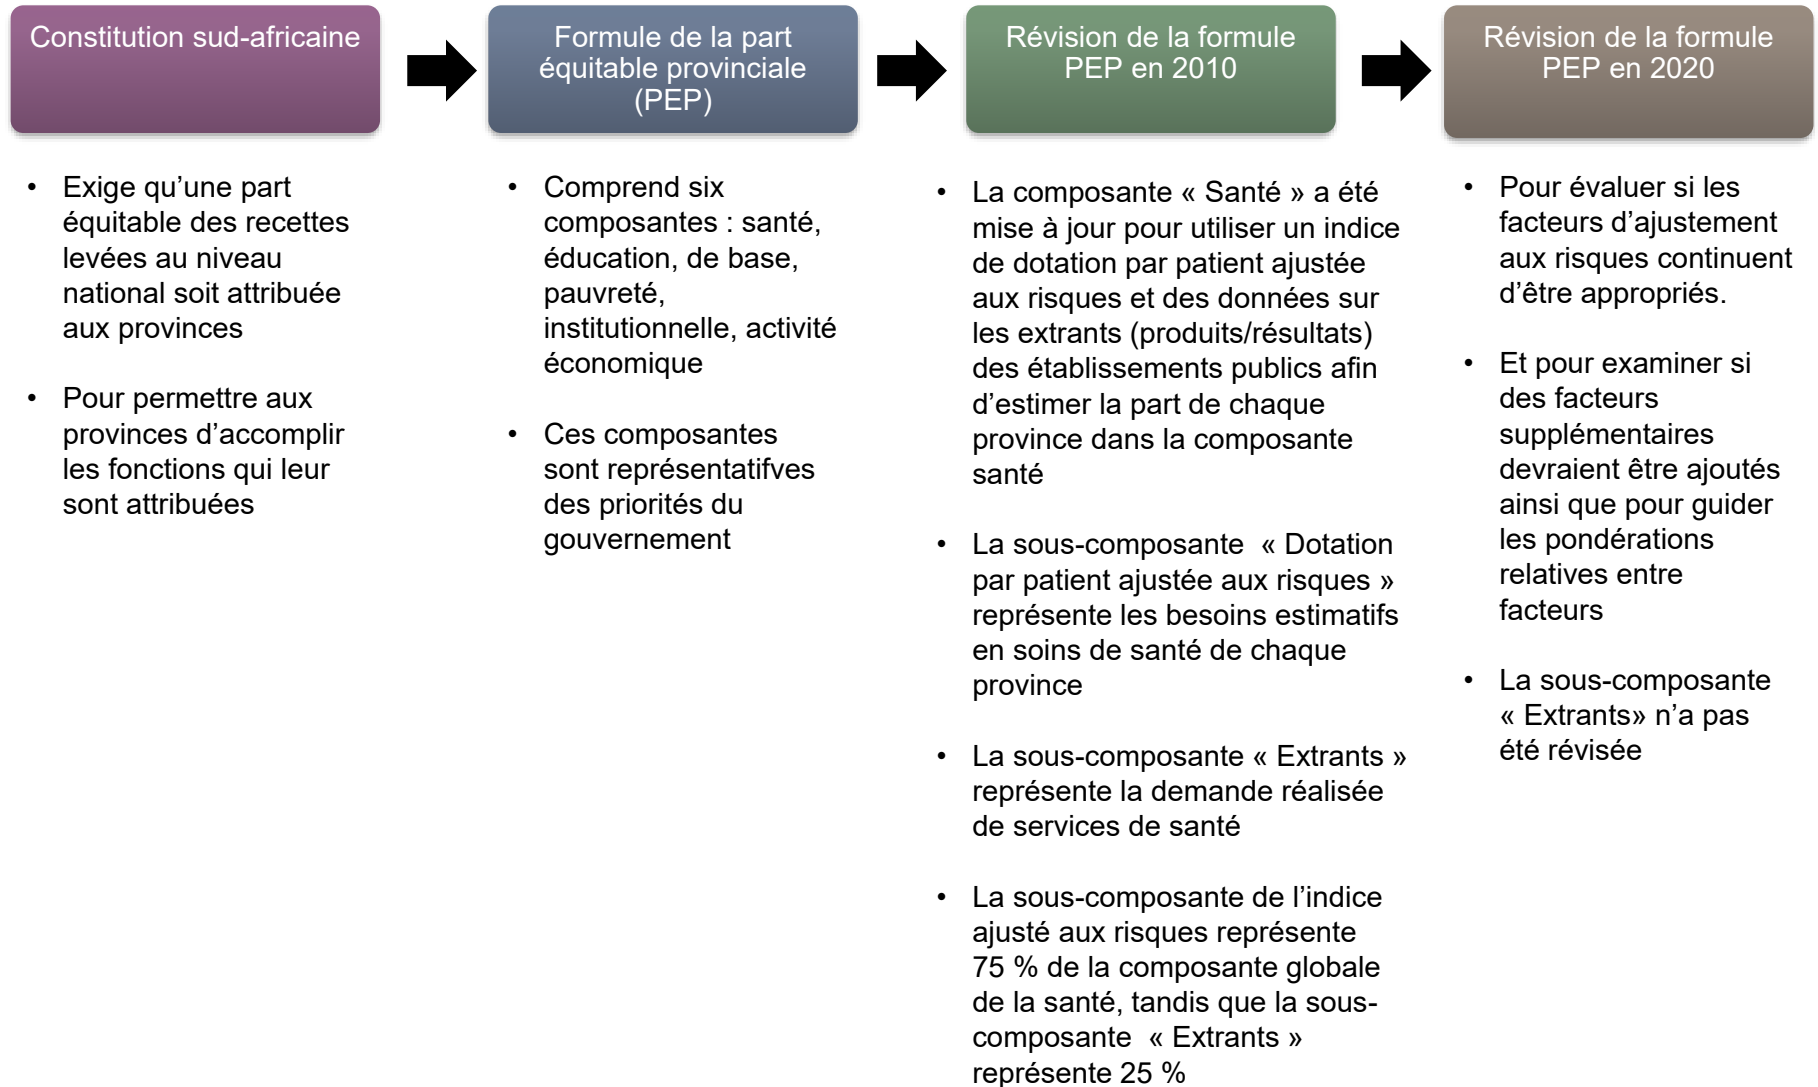 Constitution sud-africaine
Formule de la part
équitable provinciale
(PEP)
Révision de la formule
PEP en 2010
Révision de la formule
PEP en 2020
• Exige qu’une part
équitable des recettes
levées au niveau
national soit attribuée
aux provinces
• Pour permettre aux
provinces d’accomplir
les fonctions qui leur
sont attribuées
• Comprend six
composantes : santé,
éducation, de base,
pauvreté,
institutionnelle, activité
économique
• Ces composantes
sont représentatifves
des priorités du
gouvernement
• La composante « Santé » a été
mise à jour pour utiliser un indice
de dotation par patient ajustée
aux risques et des données sur
les extrants (produits/résultats)
des établissements publics afin
d’estimer la part de chaque
province dans la composante
santé
• La sous-composante « Dotation
par patient ajustée aux risques »
représente les besoins estimatifs
en soins de santé de chaque
province
• La sous-composante « Extrants »
représente la demande réalisée
de services de santé
• La sous-composante de l’indice
ajusté aux risques représente
75 % de la composante globale
de la santé, tandis que la sous-
composante « Extrants »
représente 25 %
• Pour évaluer si les
facteurs d’ajustement
aux risques continuent
d’être appropriés.
• Et pour examiner si
des facteurs
supplémentaires
devraient être ajoutés
ainsi que pour guider
les pondérations
relatives entre
facteurs
• La sous-composante
« Extrants» n’a pas
été révisée